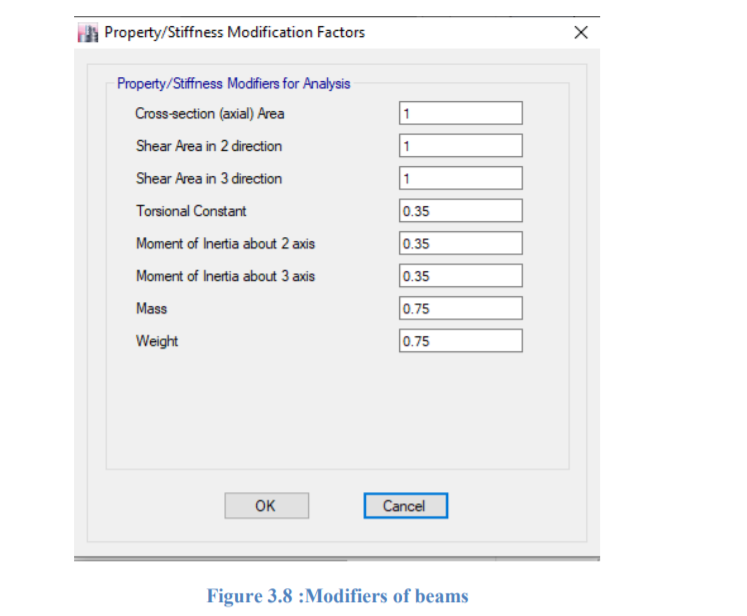 Property/Stiffness Modification Factors
Property/Stiffness Modifiers for Analysis
Cross-section (axial) Area 1
Shear Area in 2 direction 1
Shear Area in 3 direction 1
Torsional Constant 0.35
Moment of Inertia about 2 axis 0.35
Moment of Inertia about 3 axis 0.35
Mass 0.75
Weight 0.75
OK Cancel
Figure 3.8 :Modifiers of beams